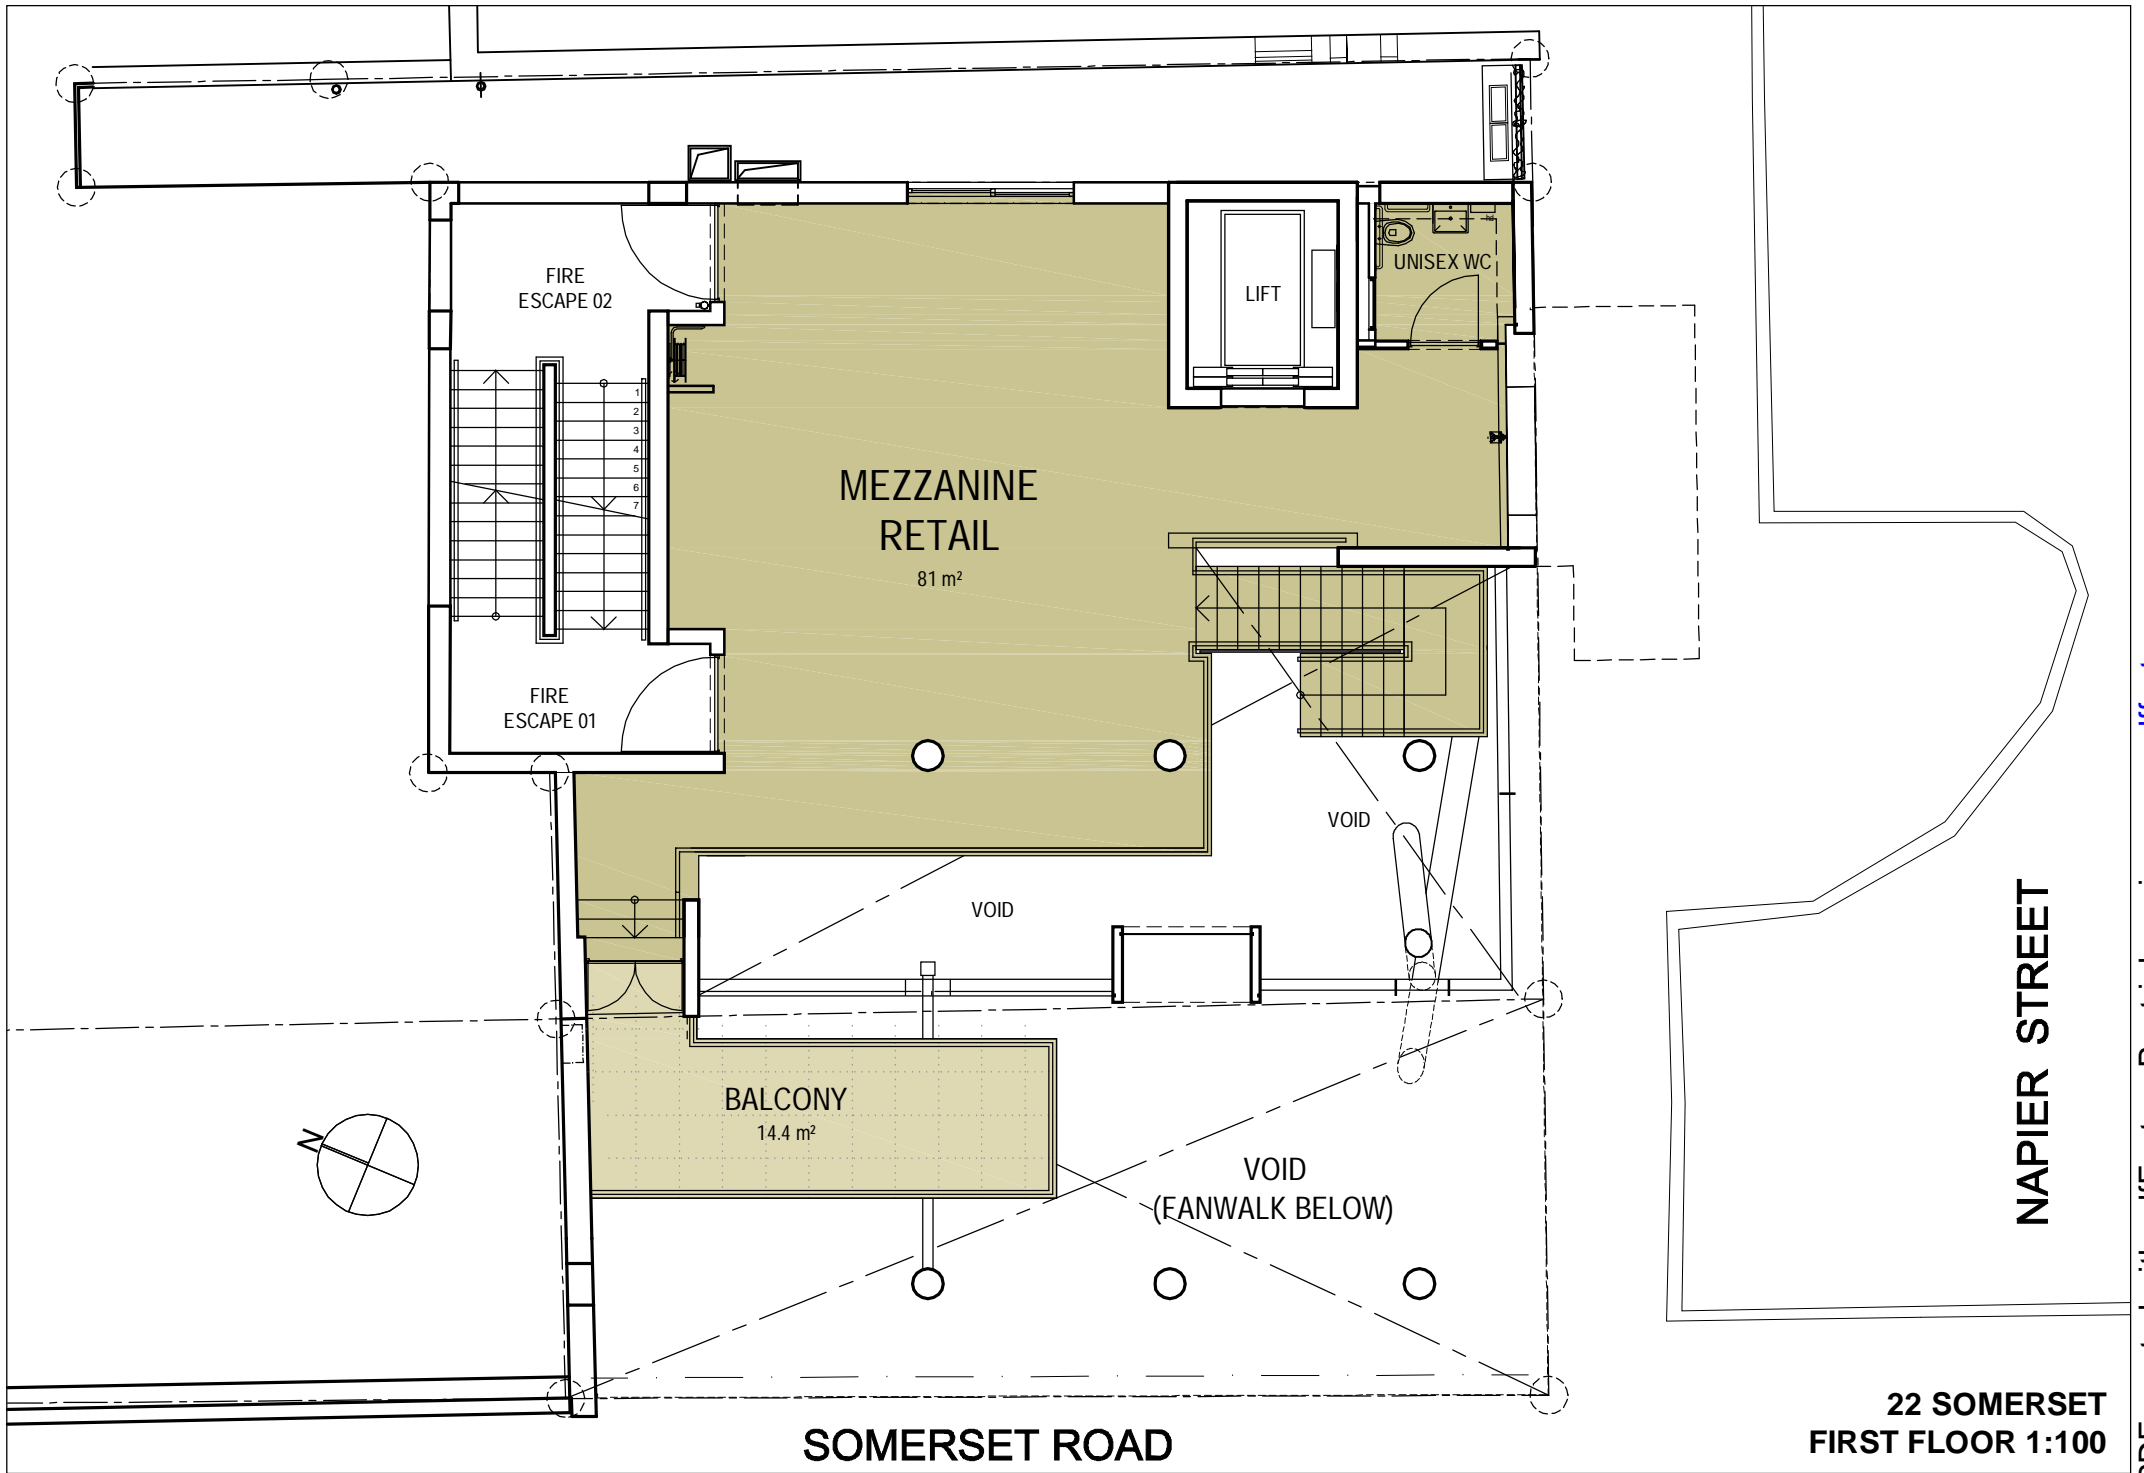 FIRE
ESCAPE 02
LIFT
UNISEX WC
1
2
3
4
5
6
7
MEZZANINE
RETAIL
81 m²
FIRE
ESCAPE 01
VOID
VOID
BALCONY
14.4 m²
VOID
(FANWALK BELOW)
N
NAPIER STREET
SOMERSET ROAD
22 SOMERSET
FIRST FLOOR 1:100